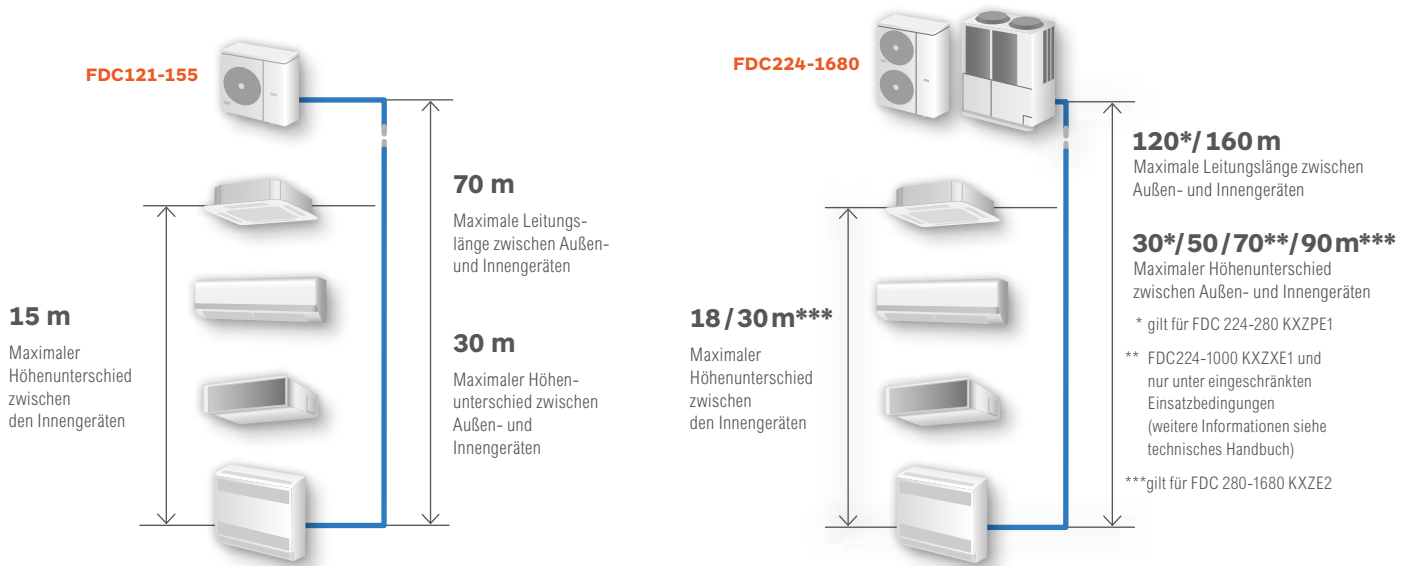 FDC121-155
70 m
Maximale Leitungs-
länge zwischen Außen-
und Innengeräten
15 m
Maximaler
Höhenunterschied
zwischen
den Innengeräten
30 m
Maximaler Höhen-
unterschied zwischen
Außen- und
Innengeräten
FDC224-1680
120*/160 m
Maximale Leitungslänge zwischen
Außen- und Innengeräten
30*/50/70**/90 m***
Maximaler Höhenunterschied
zwischen Außen- und Innengeräten
* gilt für FDC 224-280 KXZPE1
** FDC224-1000 KXZXE1 und
nur unter eingeschränkten
Einsatzbedingungen
(weitere Informationen siehe
technisches Handbuch)
***gilt für FDC 280-1680 KXZE2
18/30 m***
Maximaler
Höhenunterschied
zwischen
den Innengeräten